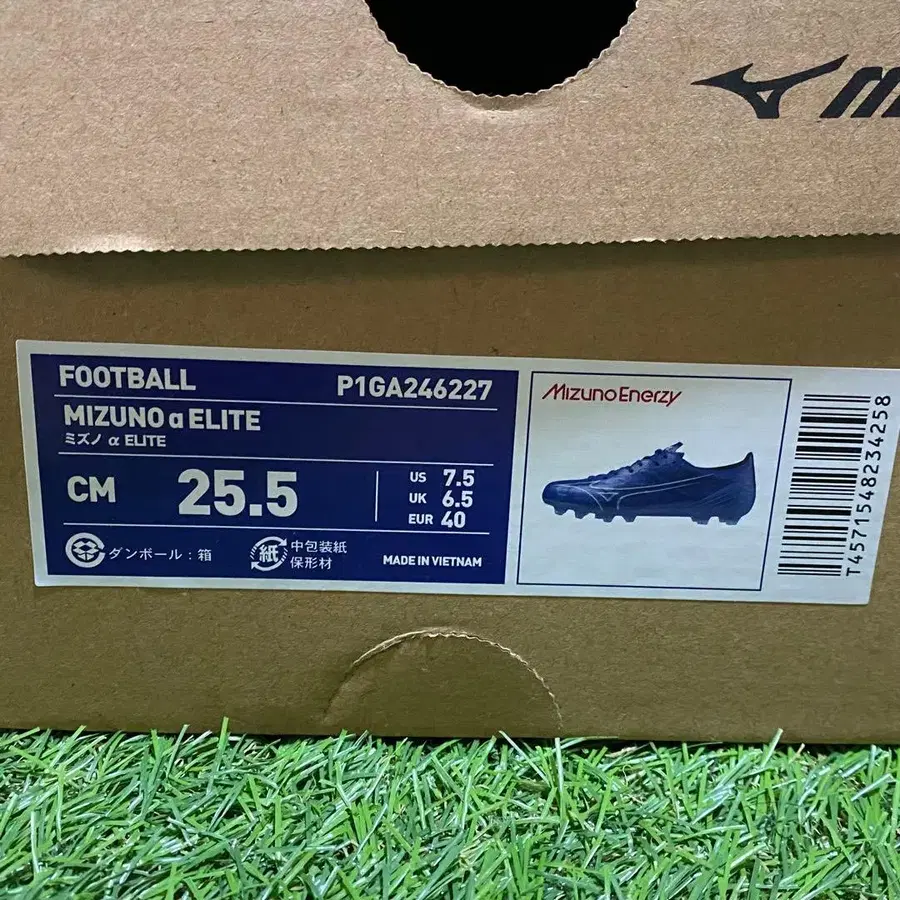 FOOTBALL
P1GA246227
MIZUNO α ELITE
ミズノ α ELITE
CM 25.5
US 7.5
UK 6.5
EUR 40
ダンボール：箱
紙 中包装紙
保形材
MADE IN VIETNAM
Mizuno Enerzy
T4571548234258